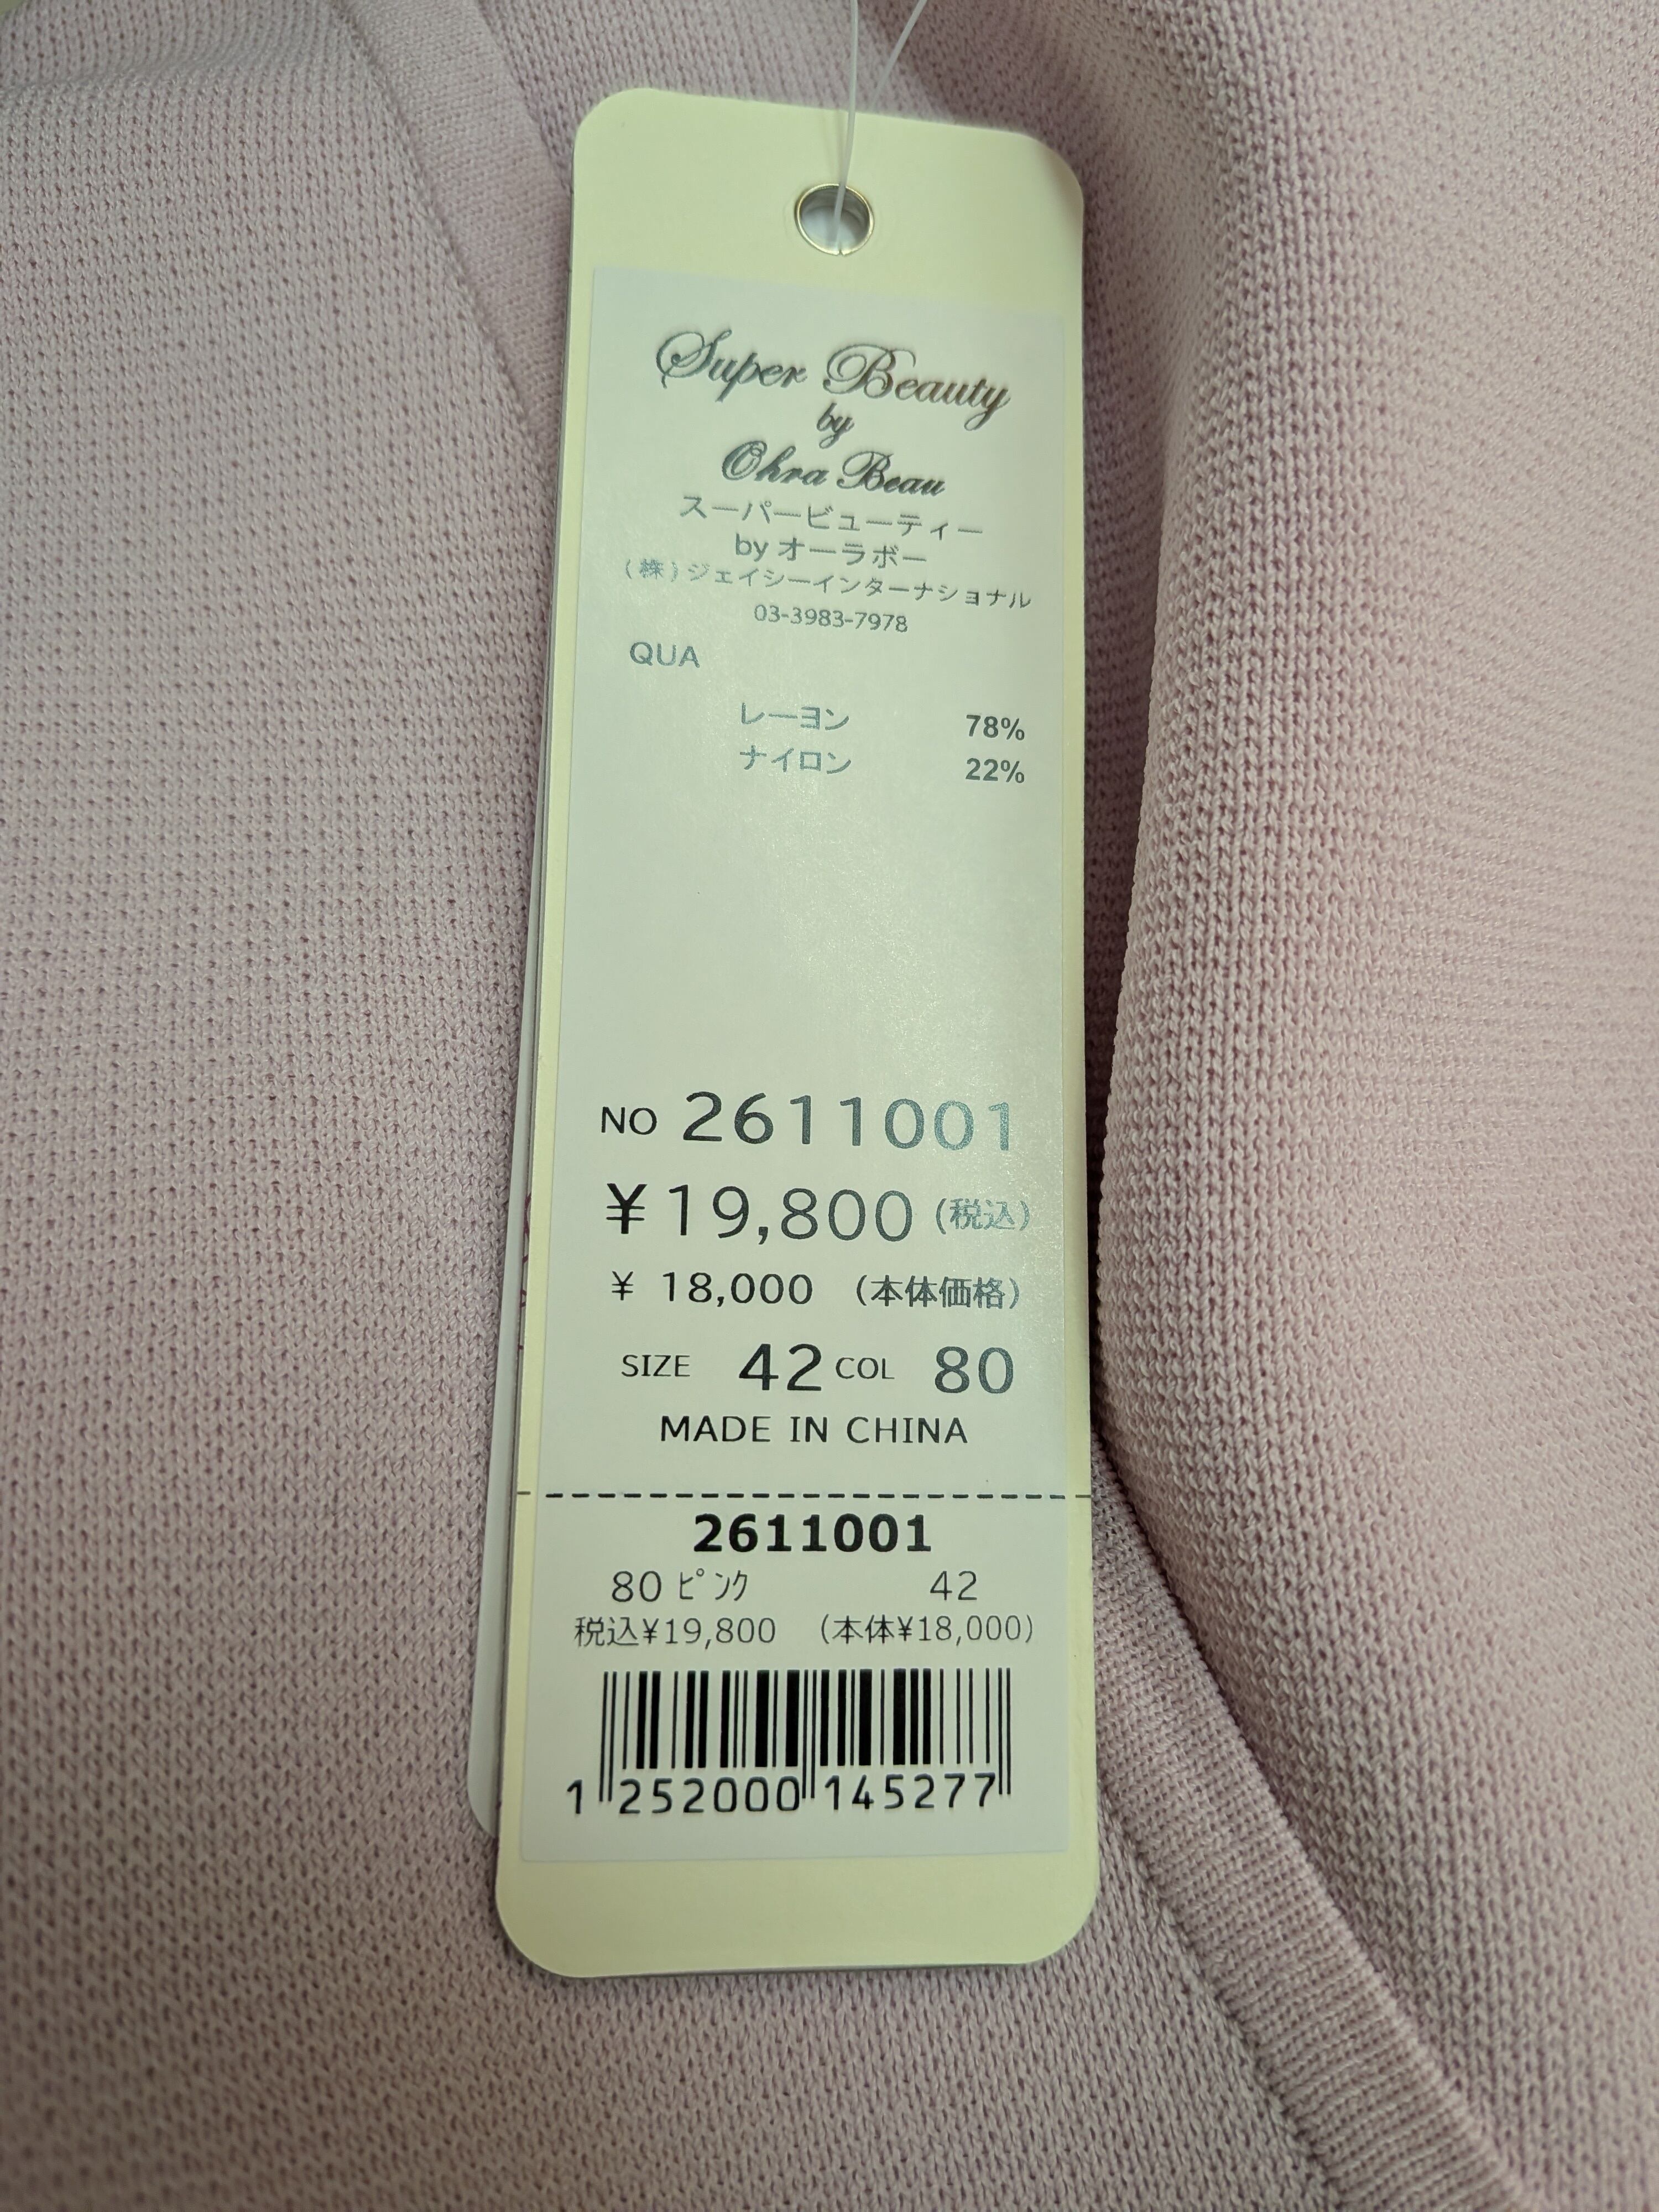 Super Beauty
by
Ohra Beau
スーパービューティー
by オーラボー
(株)ジェイシーインターナショナル
03-3983-7978
QUA
レーヨン 78%
ナイロン 22%
NO 2611001
¥19,800 (税込)
¥ 18,000 (本体価格)
SIZE 42 COL 80
MADE IN CHINA
2611001
80 ﾋﾟﾝｸ 42
税込¥19,800 (本体¥18,000)
1 252000 145277